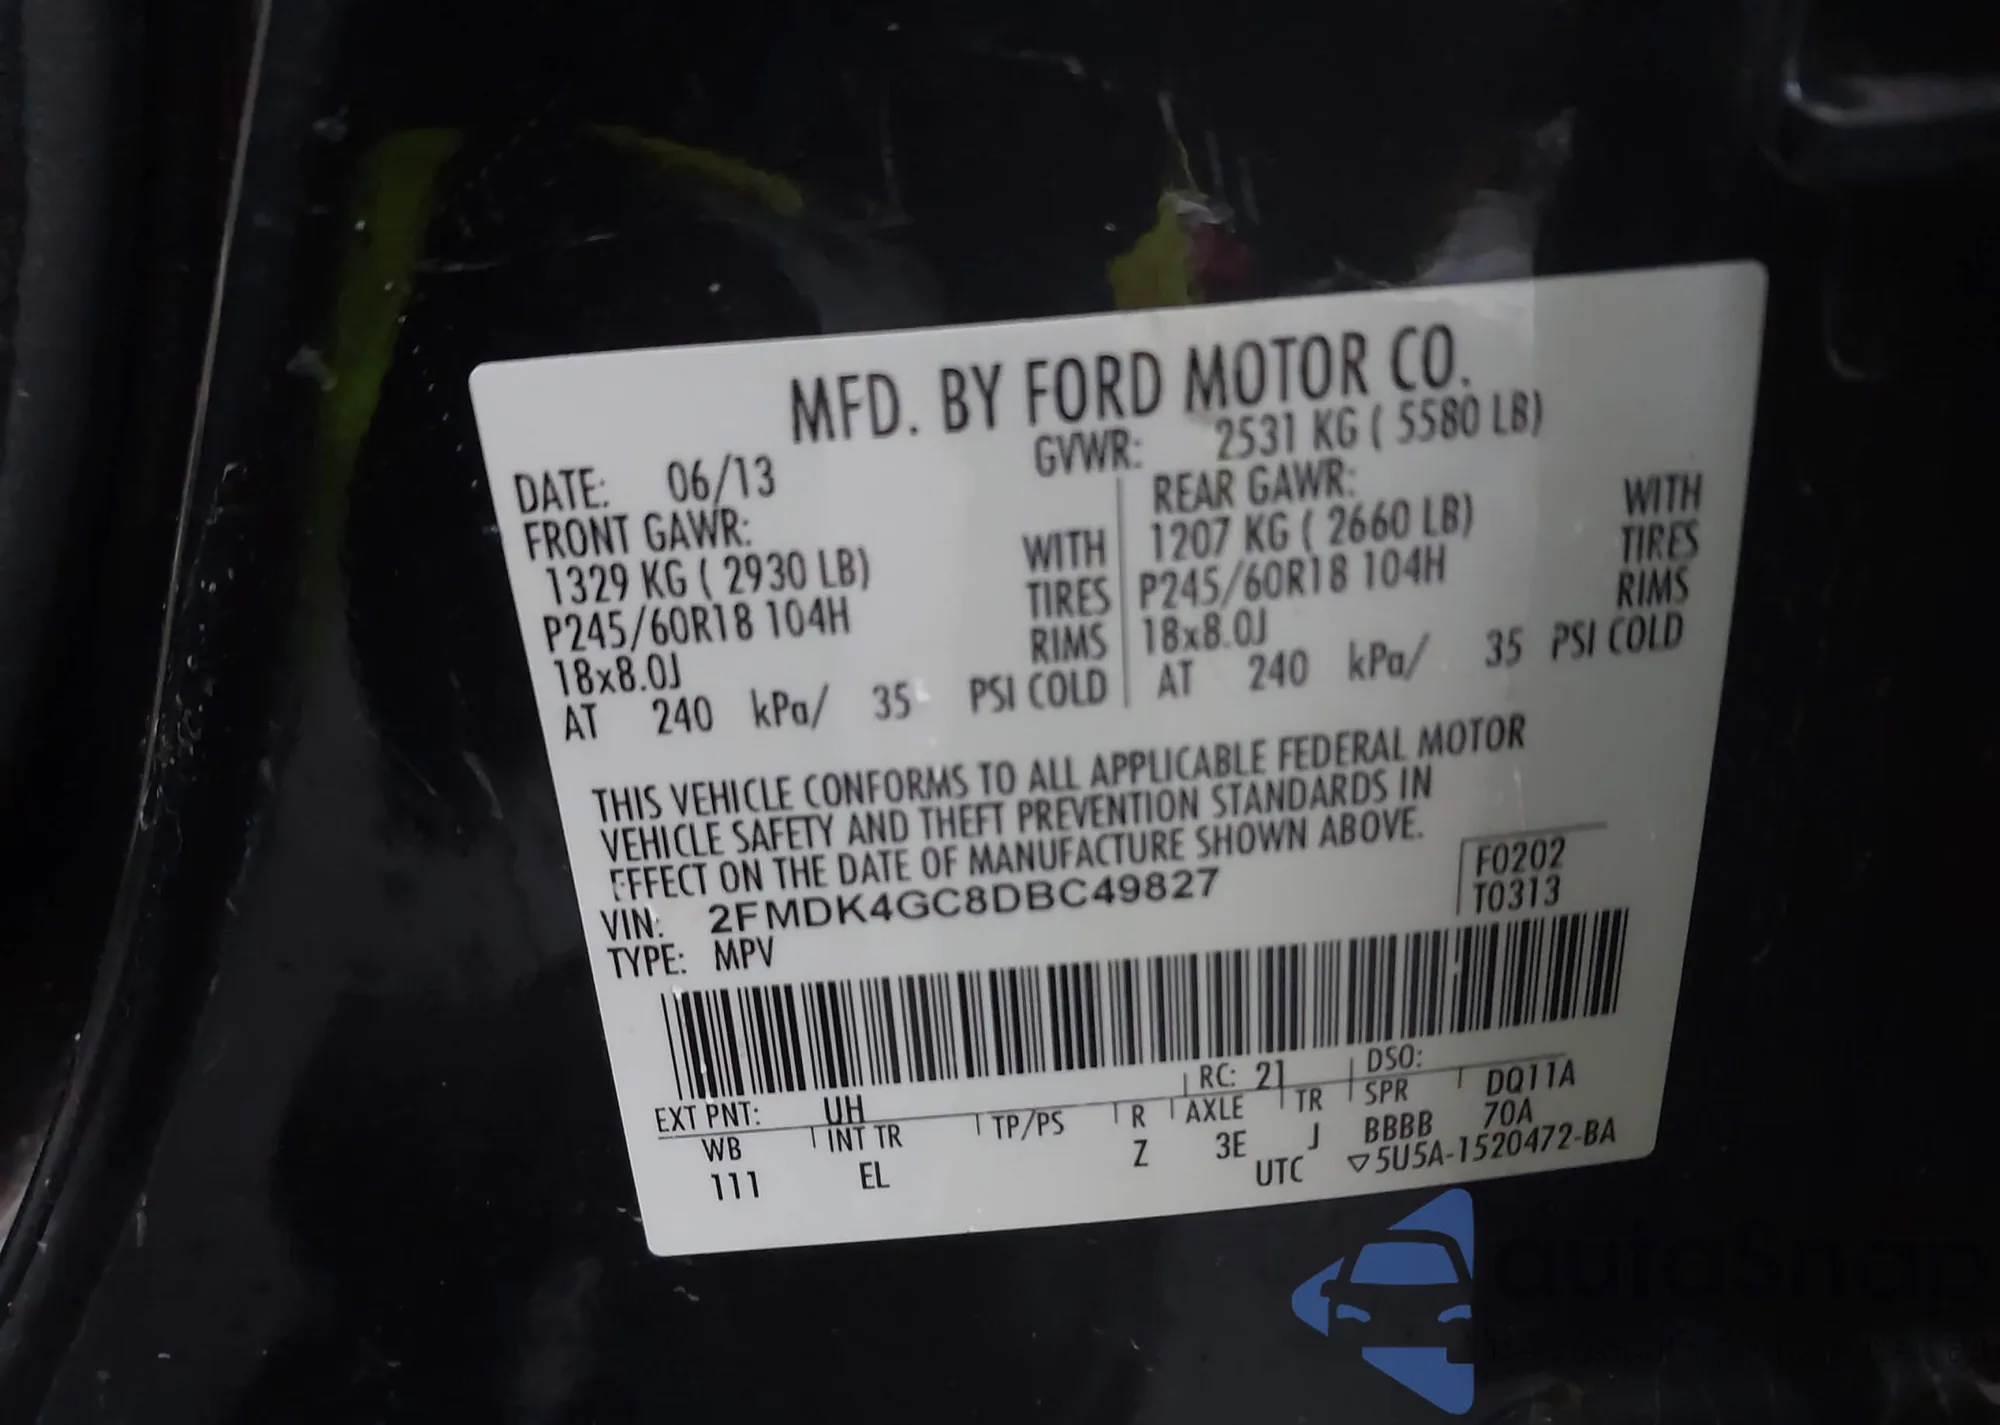 MFD. BY FORD MOTOR CO.
DATE: 06/13 GVWR: 2531 KG ( 5580 LB)
FRONT GAWR: REAR GAWR:
1329 KG ( 2930 LB) WITH 1207 KG ( 2660 LB) WITH
P245/60R18 104H TIRES P245/60R18 104H TIRES
18x8.0J RIMS 18x8.0J RIMS
AT 240 kPa/ 35 PSI COLD AT 240 kPa/ 35 PSI COLD
THIS VEHICLE CONFORMS TO ALL APPLICABLE FEDERAL MOTOR
VEHICLE SAFETY AND THEFT PREVENTION STANDARDS IN
EFFECT ON THE DATE OF MANUFACTURE SHOWN ABOVE.
F0202
T0313
VIN: 2FMDK4GC8DBC49827
TYPE: MPV
EXT PNT: UH RC: 21 DSO:
WB INT TR TP/PS R AXLE TR SPR DQ11A
111 EL Z 3E J BBBB 70A
UTC ▽5U5A-1520472-BA
autosnap